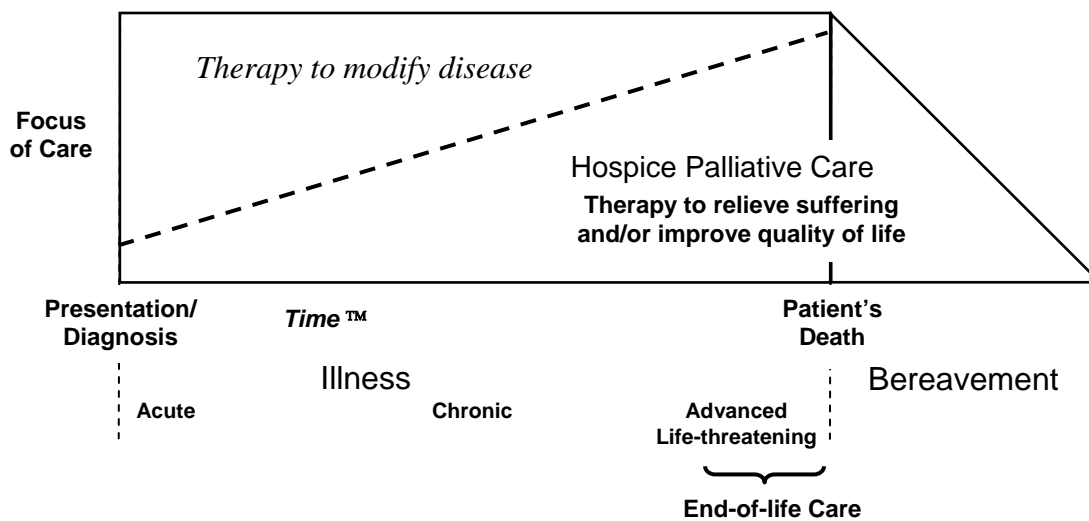 Therapy to modify disease
Focus
of Care
Hospice Palliative Care
Therapy to relieve suffering
and/or improve quality of life
Presentation/
Diagnosis
Time ™
Patient’s
Death
Illness
Bereavement
Acute
Chronic
Advanced
Life-threatening
End-of-life Care